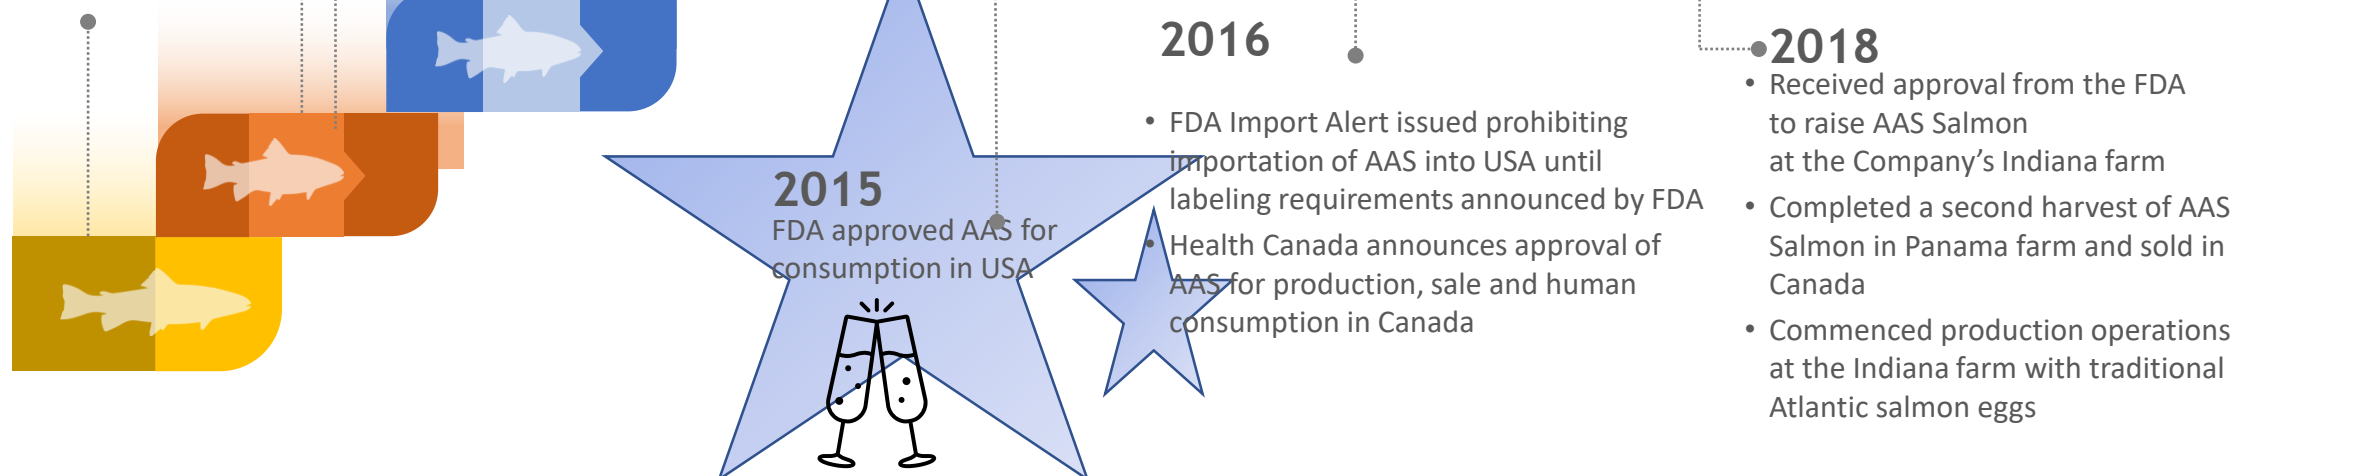 2015
FDA approved AAS for
consumption in USA
2016
• FDA Import Alert issued prohibiting
importation of AAS into USA until
labeling requirements announced by FDA
• Health Canada announces approval of
AAS for production, sale and human
consumption in Canada
2018
• Received approval from the FDA
to raise AAS Salmon
at the Company’s Indiana farm
• Completed a second harvest of AAS
Salmon in Panama farm and sold in
Canada
• Commenced production operations
at the Indiana farm with traditional
Atlantic salmon eggs